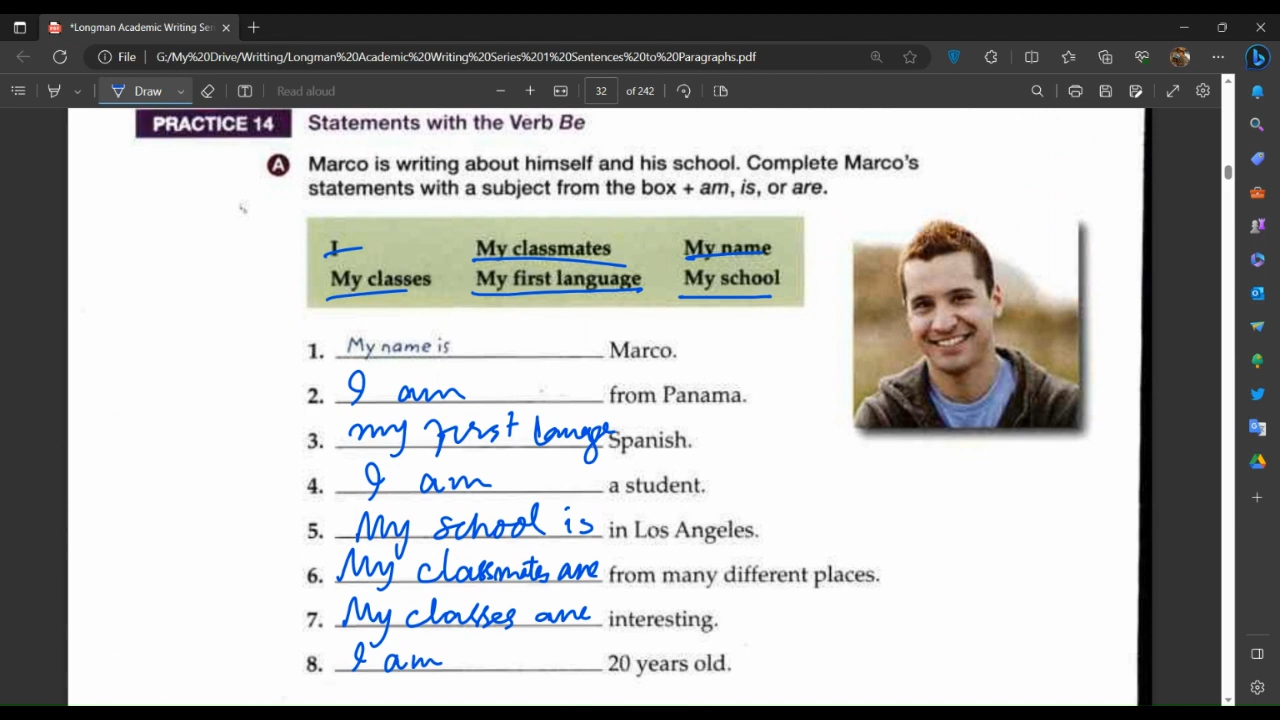 *Longman Academic Writing Ser
File G:/My%20Drive/Writting/Longman%20Academic%20Writing%20Series%201%20Sentences%20to%20Paragraphs.pdf
Draw Read aloud 32 of 242
PRACTICE 14 Statements with the Verb Be
A Marco is writing about himself and his school. Complete Marco's
statements with a subject from the box + am, is, or are.
I My classmates My name
My classes My first language My school
1. My name is Marco.
2. I am from Panama.
3. my first Spanish.
4. I am a student.
5. My school is in Los Angeles.
6. My classmates are from many different places.
7. My classes are interesting.
8. I am 20 years old.